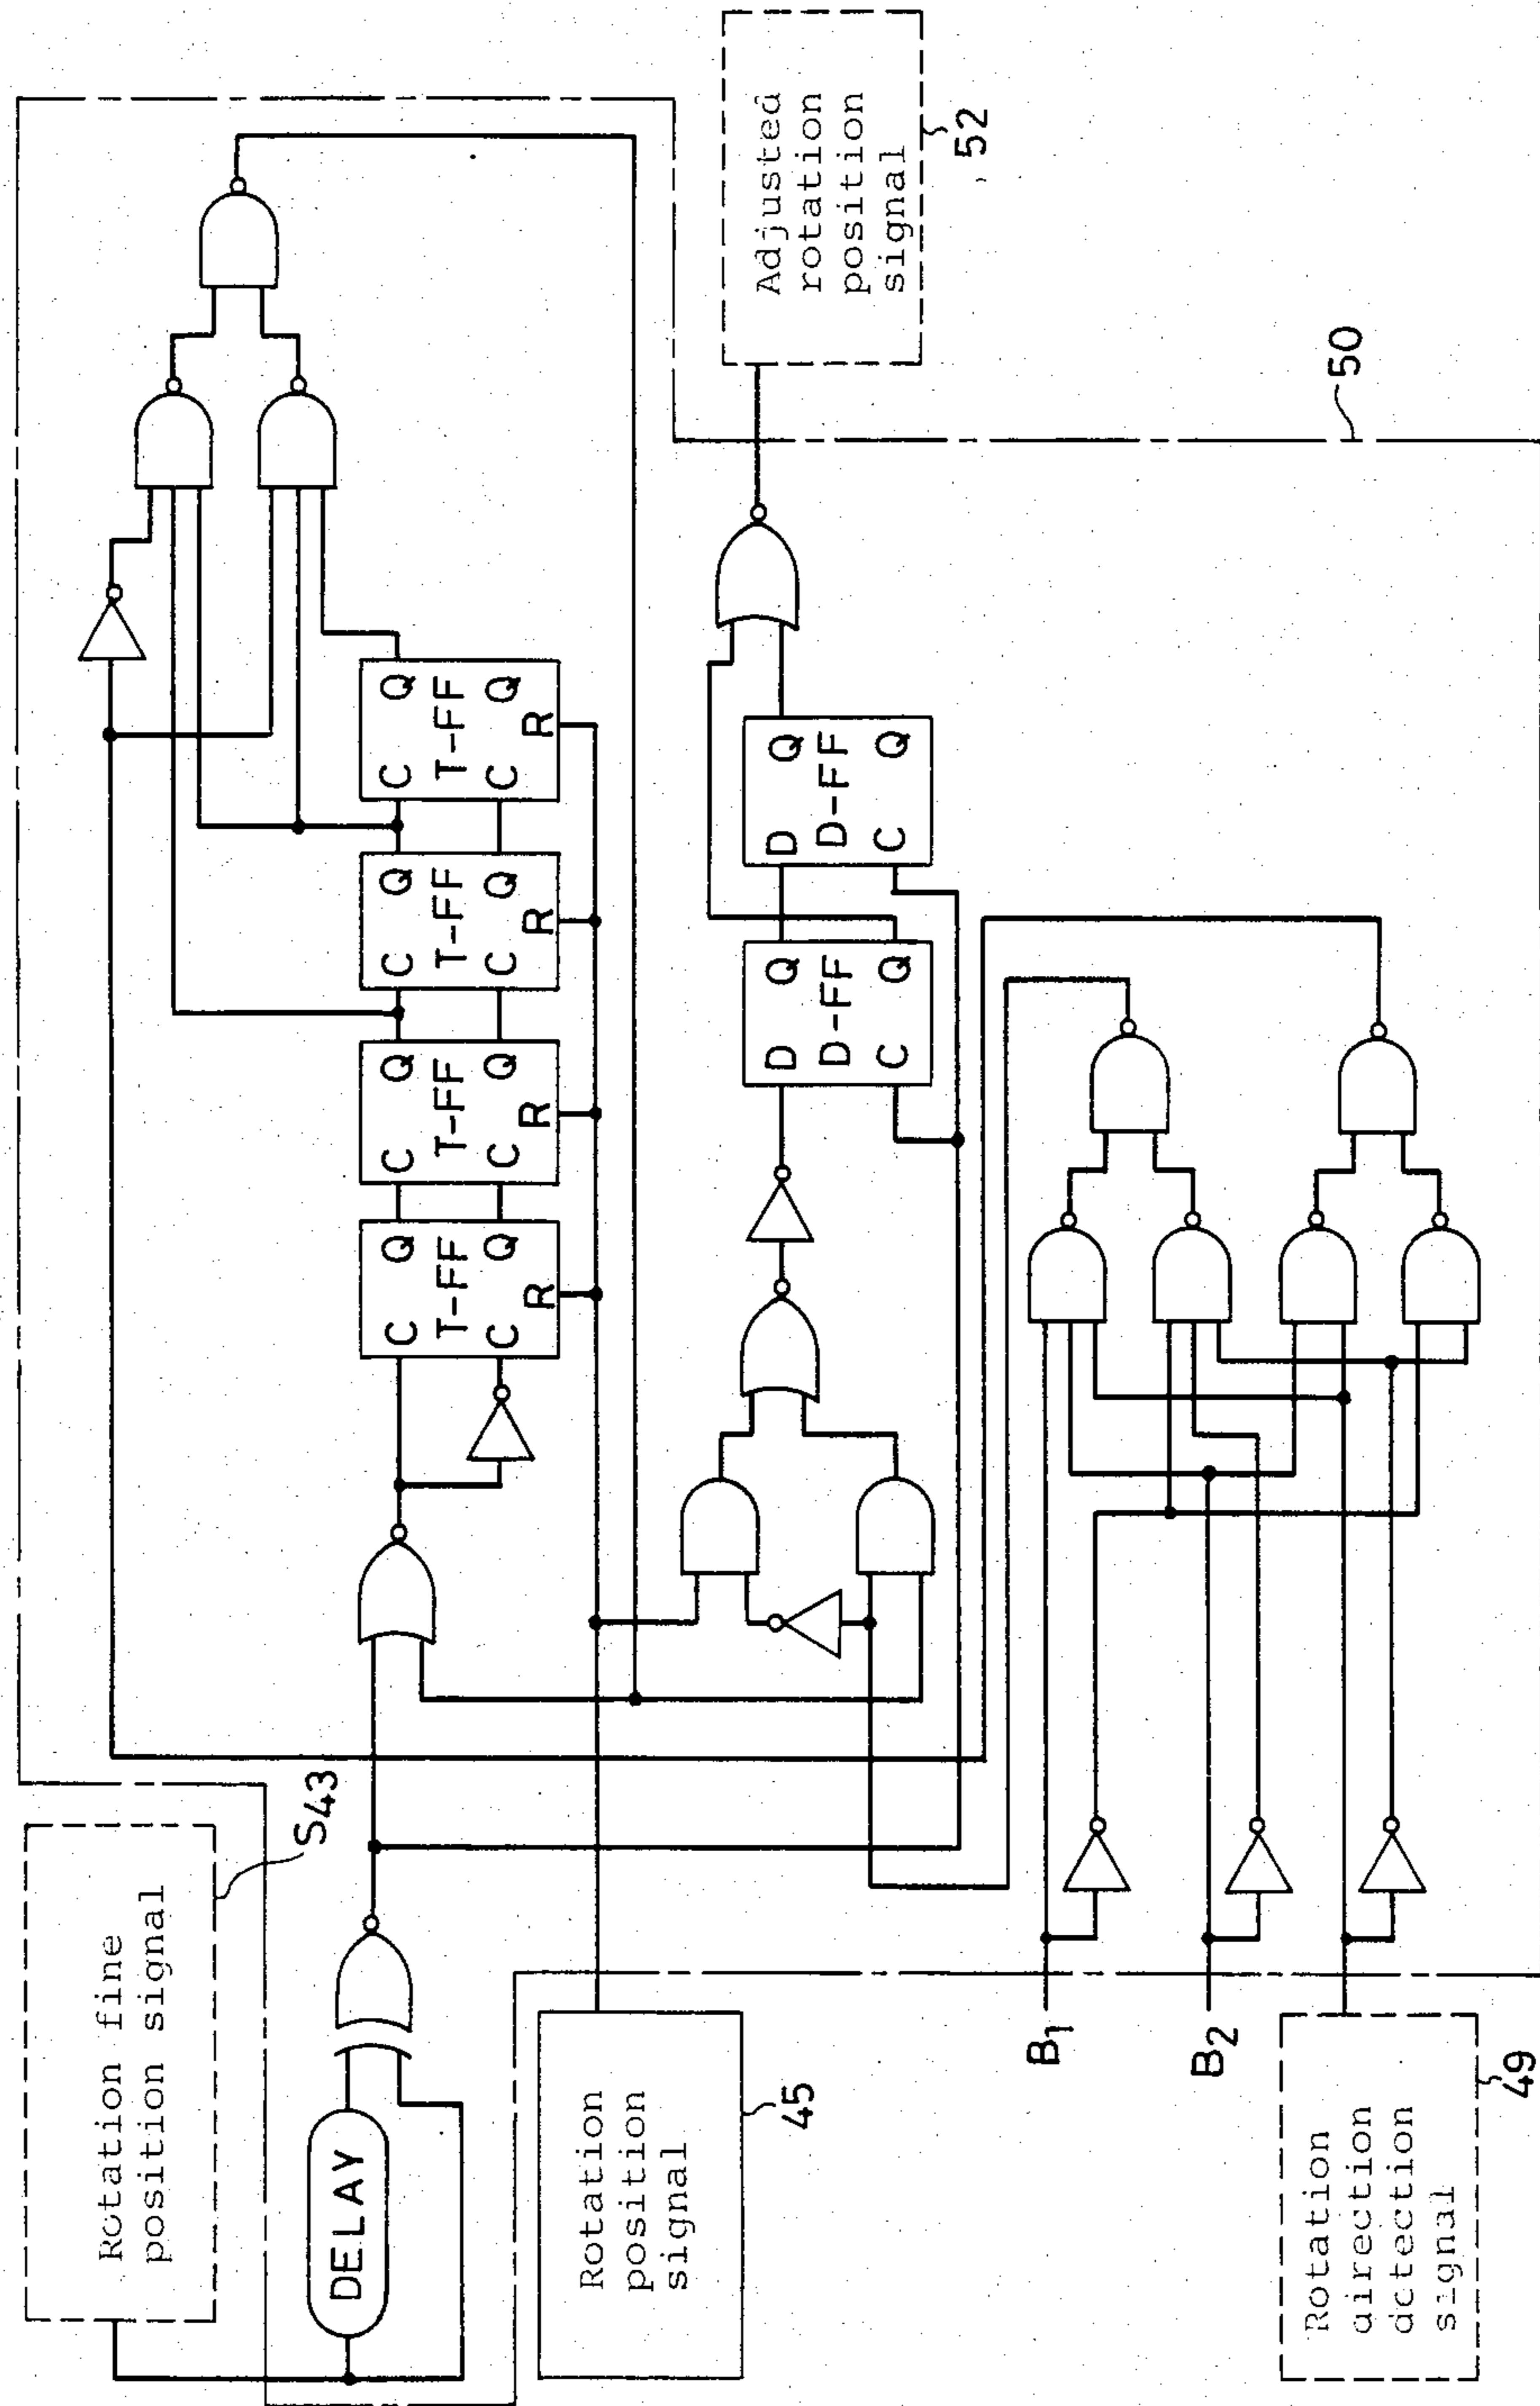 Rotation fine
position signal
S43
DELAY
Rotation
position
signal
45
B1
B2
Rotation
direction
detection
signal
49
C Q
T-FF
C Q
R
C Q
T-FF
C Q
R
C Q
T-FF
C Q
R
C Q
T-FF
C Q
R
D Q
D-FF
C Q
D Q
D-FF
C Q
Adjusted
rotation
position
signal
52
50